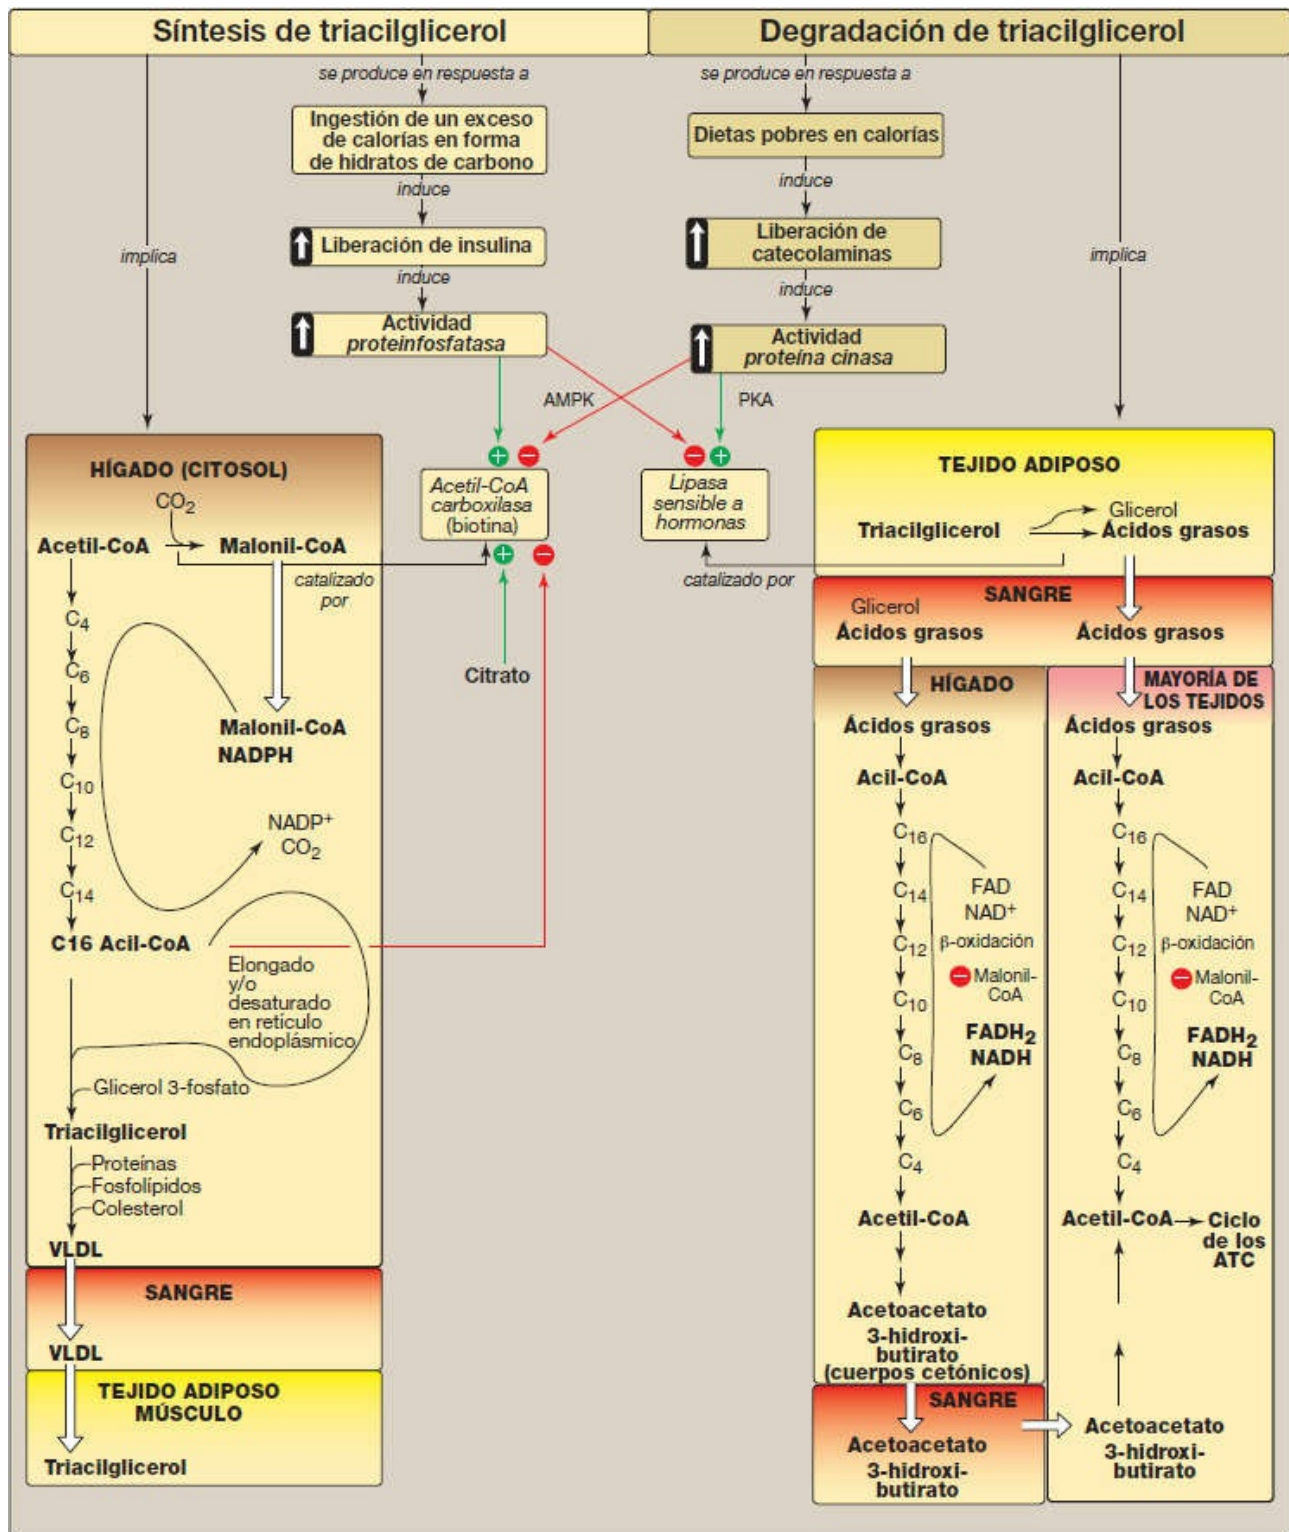 Síntesis de triacilglicerol
Degradación de triacilglicerol
se produce en respuesta a
Ingestión de un exceso
de calorías en forma
de hidratos de carbono
induce
Liberación de insulina
induce
Actividad
proteinfosfatasa
implica
se produce en respuesta a
Dietas pobres en calorías
induce
Liberación de
catecolaminas
induce
Actividad
proteína cinasa
implica
AMPK
PKA
+
−
−
+
Acetil-CoA
carboxilasa
(biotina)
+
−
Lipasa
sensible a
hormonas
catalizado
por
catalizado por
Citrato
HÍGADO (CITOSOL)
CO2
Acetil-CoA
Malonil-CoA
C4
C6
C8
C10
C12
C14
C16 Acil-CoA
Malonil-CoA
NADPH
NADP+
CO2
Elongado
y/o
desaturado
en retículo
endoplásmico
Glicerol 3-fosfato
Triacilglicerol
Proteínas
Fosfolípidos
Colesterol
VLDL
SANGRE
VLDL
TEJIDO ADIPOSO
MÚSCULO
Triacilglicerol
TEJIDO ADIPOSO
Triacilglicerol
Glicerol
Ácidos grasos
SANGRE
Glicerol
Ácidos grasos
Ácidos grasos
HÍGADO
Ácidos grasos
Acil-CoA
C16
C14
C12
C10
C8
C6
C4
FAD
NAD+
β-oxidación
− Malonil-
CoA
FADH2
NADH
Acetil-CoA
Acetoacetato
3-hidroxi-
butirato
(cuerpos cetónicos)
SANGRE
Acetoacetato
3-hidroxi-
butirato
MAYORÍA DE
LOS TEJIDOS
Ácidos grasos
Acil-CoA
C16
C14
C12
C10
C8
C6
C4
FAD
NAD+
β-oxidación
− Malonil-
CoA
FADH2
NADH
Acetil-CoA
Ciclo
de los
ATC
Acetoacetato
3-hidroxi-
butirato